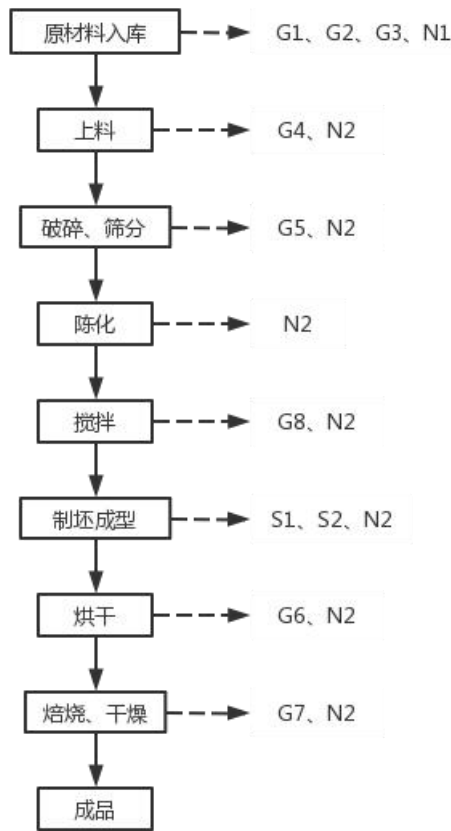 原材料入库 G1、G2、G3、N1
上料 G4、N2
破碎、筛分 G5、N2
陈化 N2
搅拌 G8、N2
制坯成型 S1、S2、N2
烘干 G6、N2
焙烧、干燥 G7、N2
成品